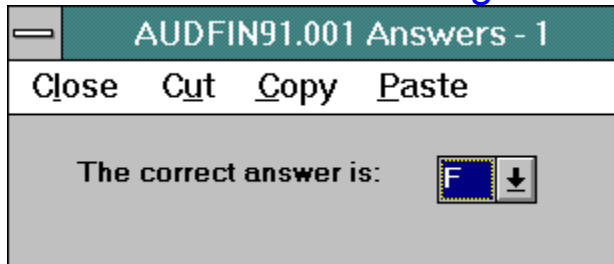 AUDFIN91.001 Answers - 1
Close Cut Copy Paste
The correct answer is: F